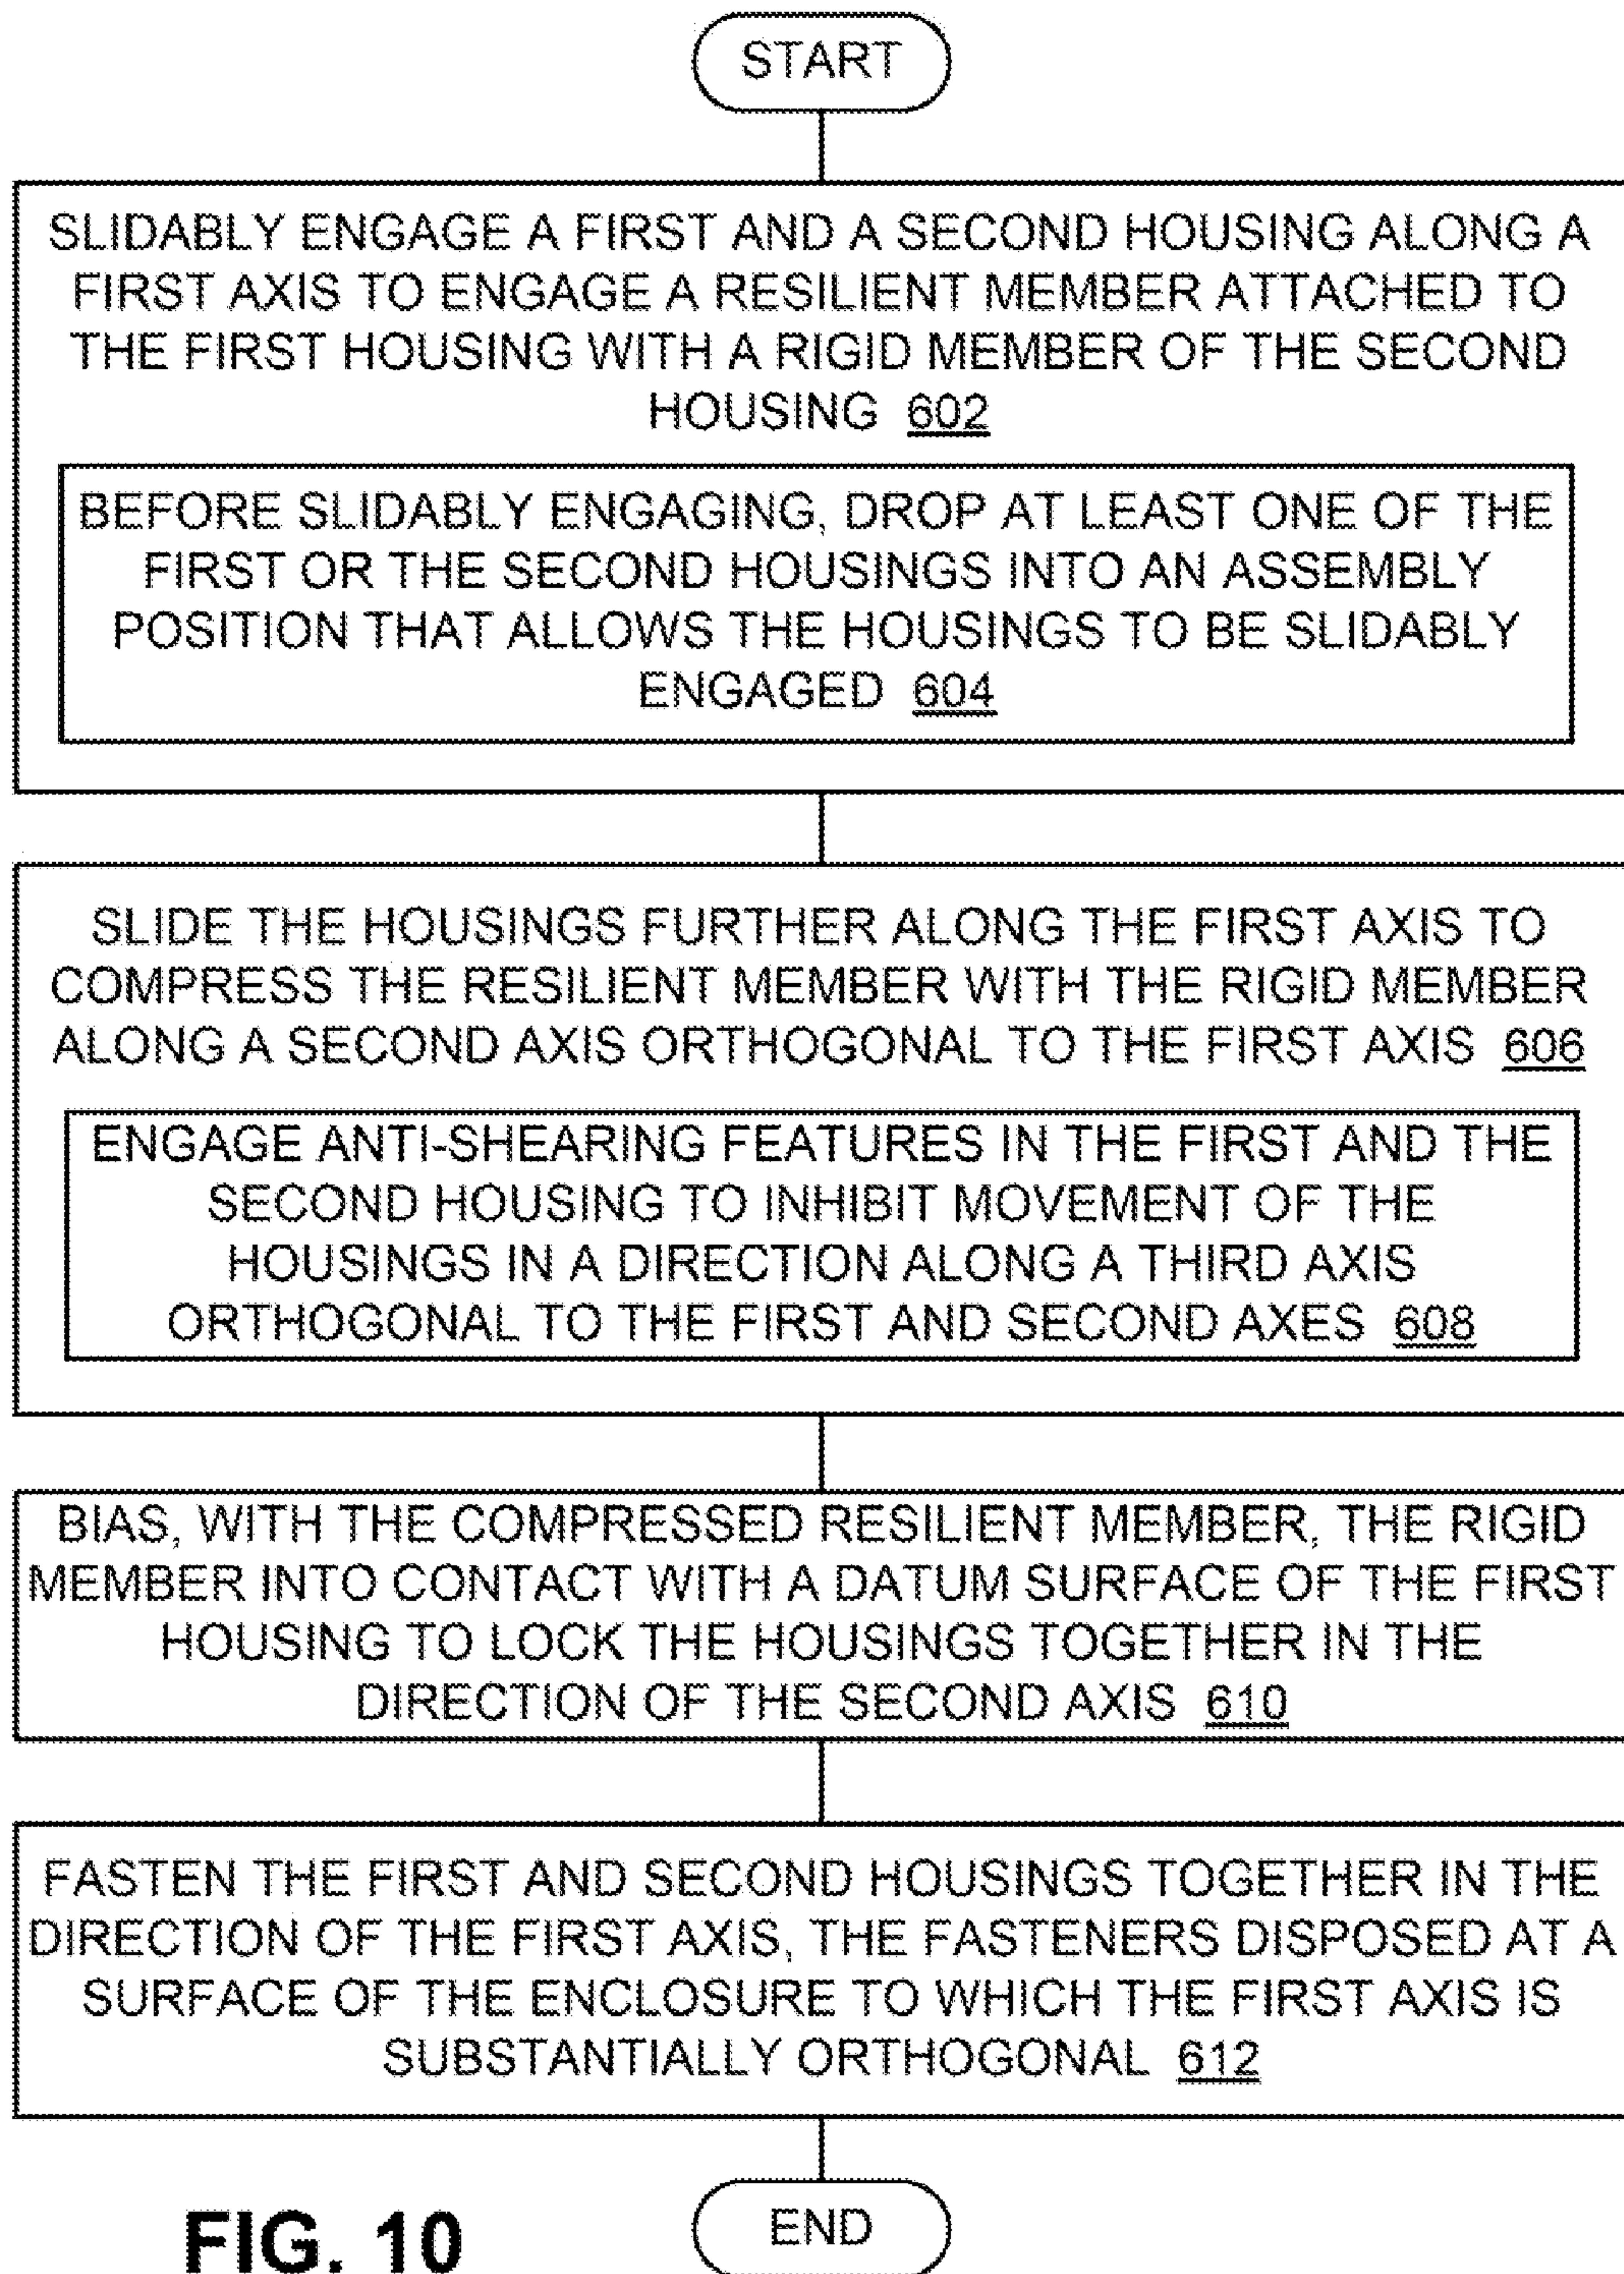 START
SLIDABLY ENGAGE A FIRST AND A SECOND HOUSING ALONG A
FIRST AXIS TO ENGAGE A RESILIENT MEMBER ATTACHED TO
THE FIRST HOUSING WITH A RIGID MEMBER OF THE SECOND
HOUSING 602
BEFORE SLIDABLY ENGAGING, DROP AT LEAST ONE OF THE
FIRST OR THE SECOND HOUSINGS INTO AN ASSEMBLY
POSITION THAT ALLOWS THE HOUSINGS TO BE SLIDABLY
ENGAGED 604
SLIDE THE HOUSINGS FURTHER ALONG THE FIRST AXIS TO
COMPRESS THE RESILIENT MEMBER WITH THE RIGID MEMBER
ALONG A SECOND AXIS ORTHOGONAL TO THE FIRST AXIS 606
ENGAGE ANTI-SHEARING FEATURES IN THE FIRST AND THE
SECOND HOUSING TO INHIBIT MOVEMENT OF THE
HOUSINGS IN A DIRECTION ALONG A THIRD AXIS
ORTHOGONAL TO THE FIRST AND SECOND AXES 608
BIAS, WITH THE COMPRESSED RESILIENT MEMBER, THE RIGID
MEMBER INTO CONTACT WITH A DATUM SURFACE OF THE FIRST
HOUSING TO LOCK THE HOUSINGS TOGETHER IN THE
DIRECTION OF THE SECOND AXIS 610
FASTEN THE FIRST AND SECOND HOUSINGS TOGETHER IN THE
DIRECTION OF THE FIRST AXIS, THE FASTENERS DISPOSED AT A
SURFACE OF THE ENCLOSURE TO WHICH THE FIRST AXIS IS
SUBSTANTIALLY ORTHOGONAL 612
END
FIG. 10